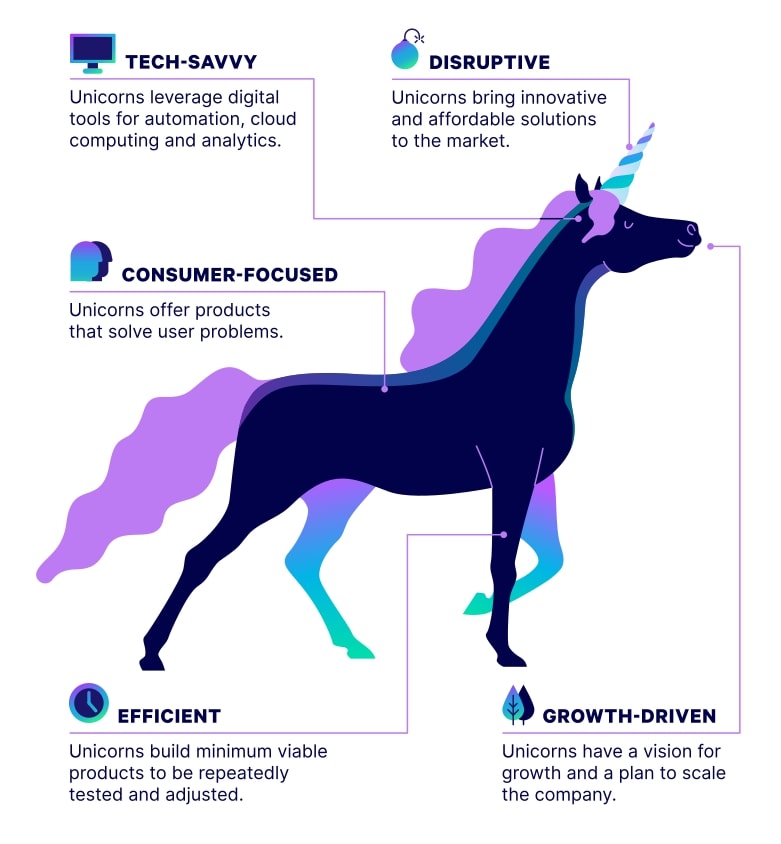 TECH-SAVVY
Unicorns leverage digital
tools for automation, cloud
computing and analytics.
DISRUPTIVE
Unicorns bring innovative
and affordable solutions
to the market.
CONSUMER-FOCUSED
Unicorns offer products
that solve user problems.
EFFICIENT
Unicorns build minimum viable
products to be repeatedly
tested and adjusted.
GROWTH-DRIVEN
Unicorns have a vision for
growth and a plan to scale
the company.